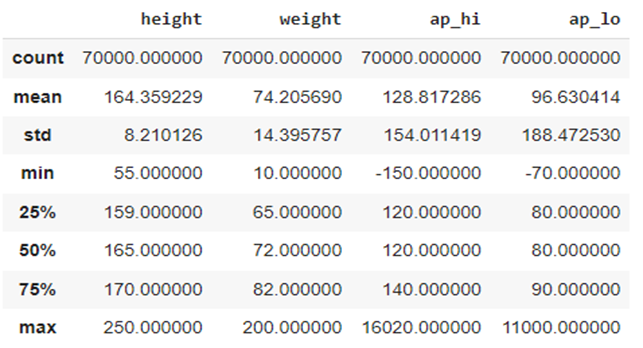 height weight ap_hi ap_lo
count 70000.000000 70000.000000 70000.000000 70000.000000
mean 164.359229 74.205690 128.817286 96.630414
std 8.210126 14.395757 154.011419 188.472530
min 55.000000 10.000000 -150.000000 -70.000000
25% 159.000000 65.000000 120.000000 80.000000
50% 165.000000 72.000000 120.000000 80.000000
75% 170.000000 82.000000 140.000000 90.000000
max 250.000000 200.000000 16020.000000 11000.000000